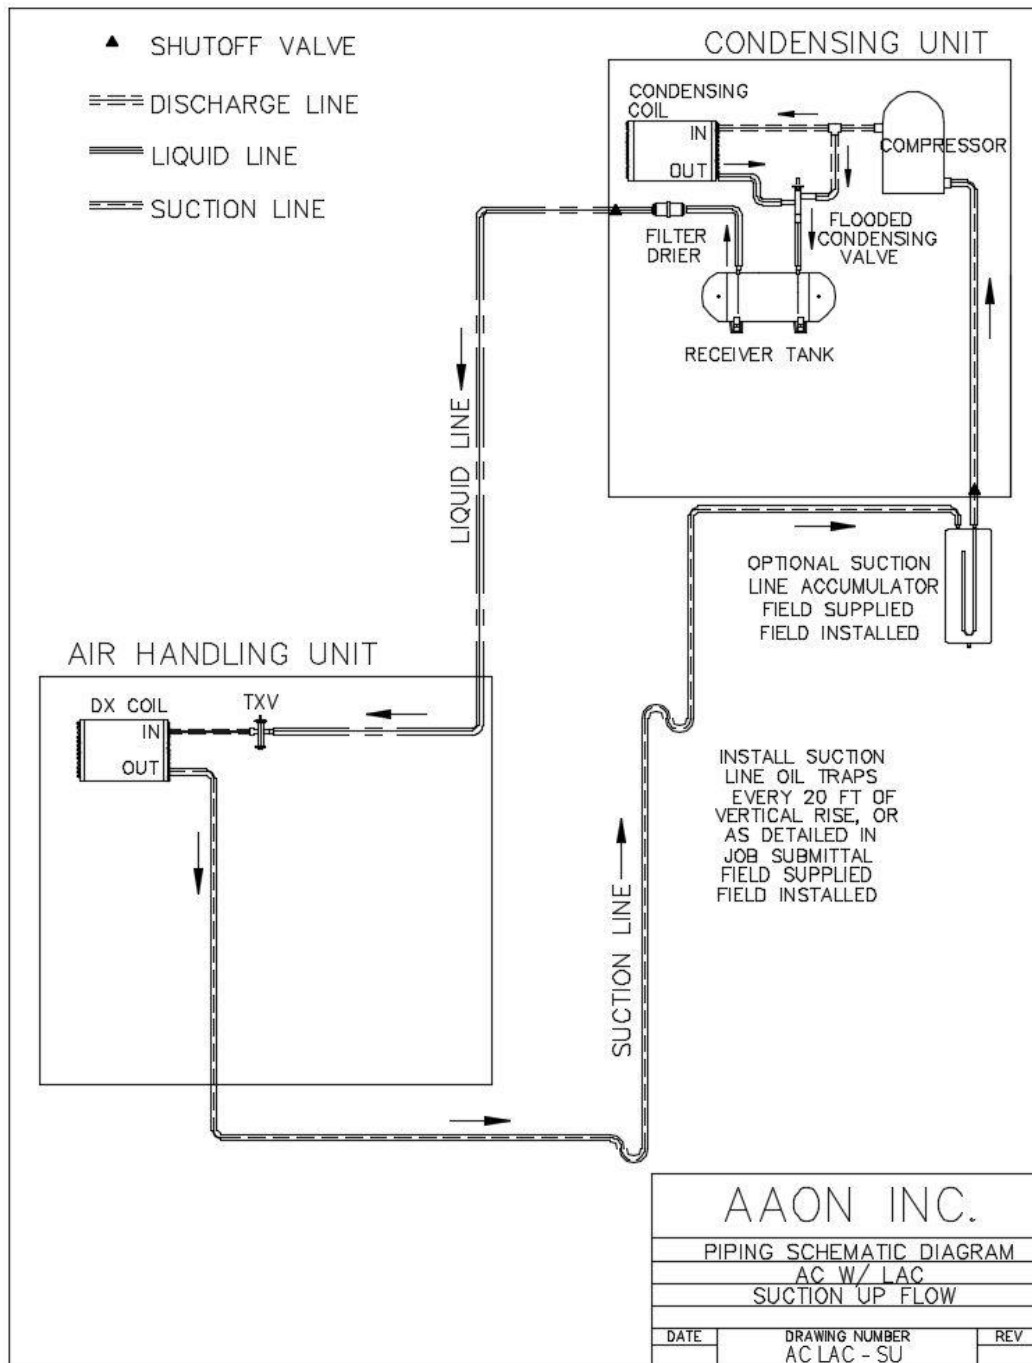 SHUTOFF VALVE
DISCHARGE LINE
LIQUID LINE
SUCTION LINE
CONDENSING UNIT
CONDENSING
COIL
IN
OUT
COMPRESSOR
FILTER
DRIER
FLOODED
CONDENSING
VALVE
RECEIVER TANK
LIQUID LINE
OPTIONAL SUCTION
LINE ACCUMULATOR
FIELD SUPPLIED
FIELD INSTALLED
AIR HANDLING UNIT
DX COIL
IN
OUT
TXV
INSTALL SUCTION
LINE OIL TRAPS
EVERY 20 FT OF
VERTICAL RISE, OR
AS DETAILED IN
JOB SUBMITTAL
FIELD SUPPLIED
FIELD INSTALLED
SUCTION LINE
AAON INC.
PIPING SCHEMATIC DIAGRAM
AC W/ LAC
SUCTION UP FLOW
DATE
DRAWING NUMBER
REV
AC LAC - SU